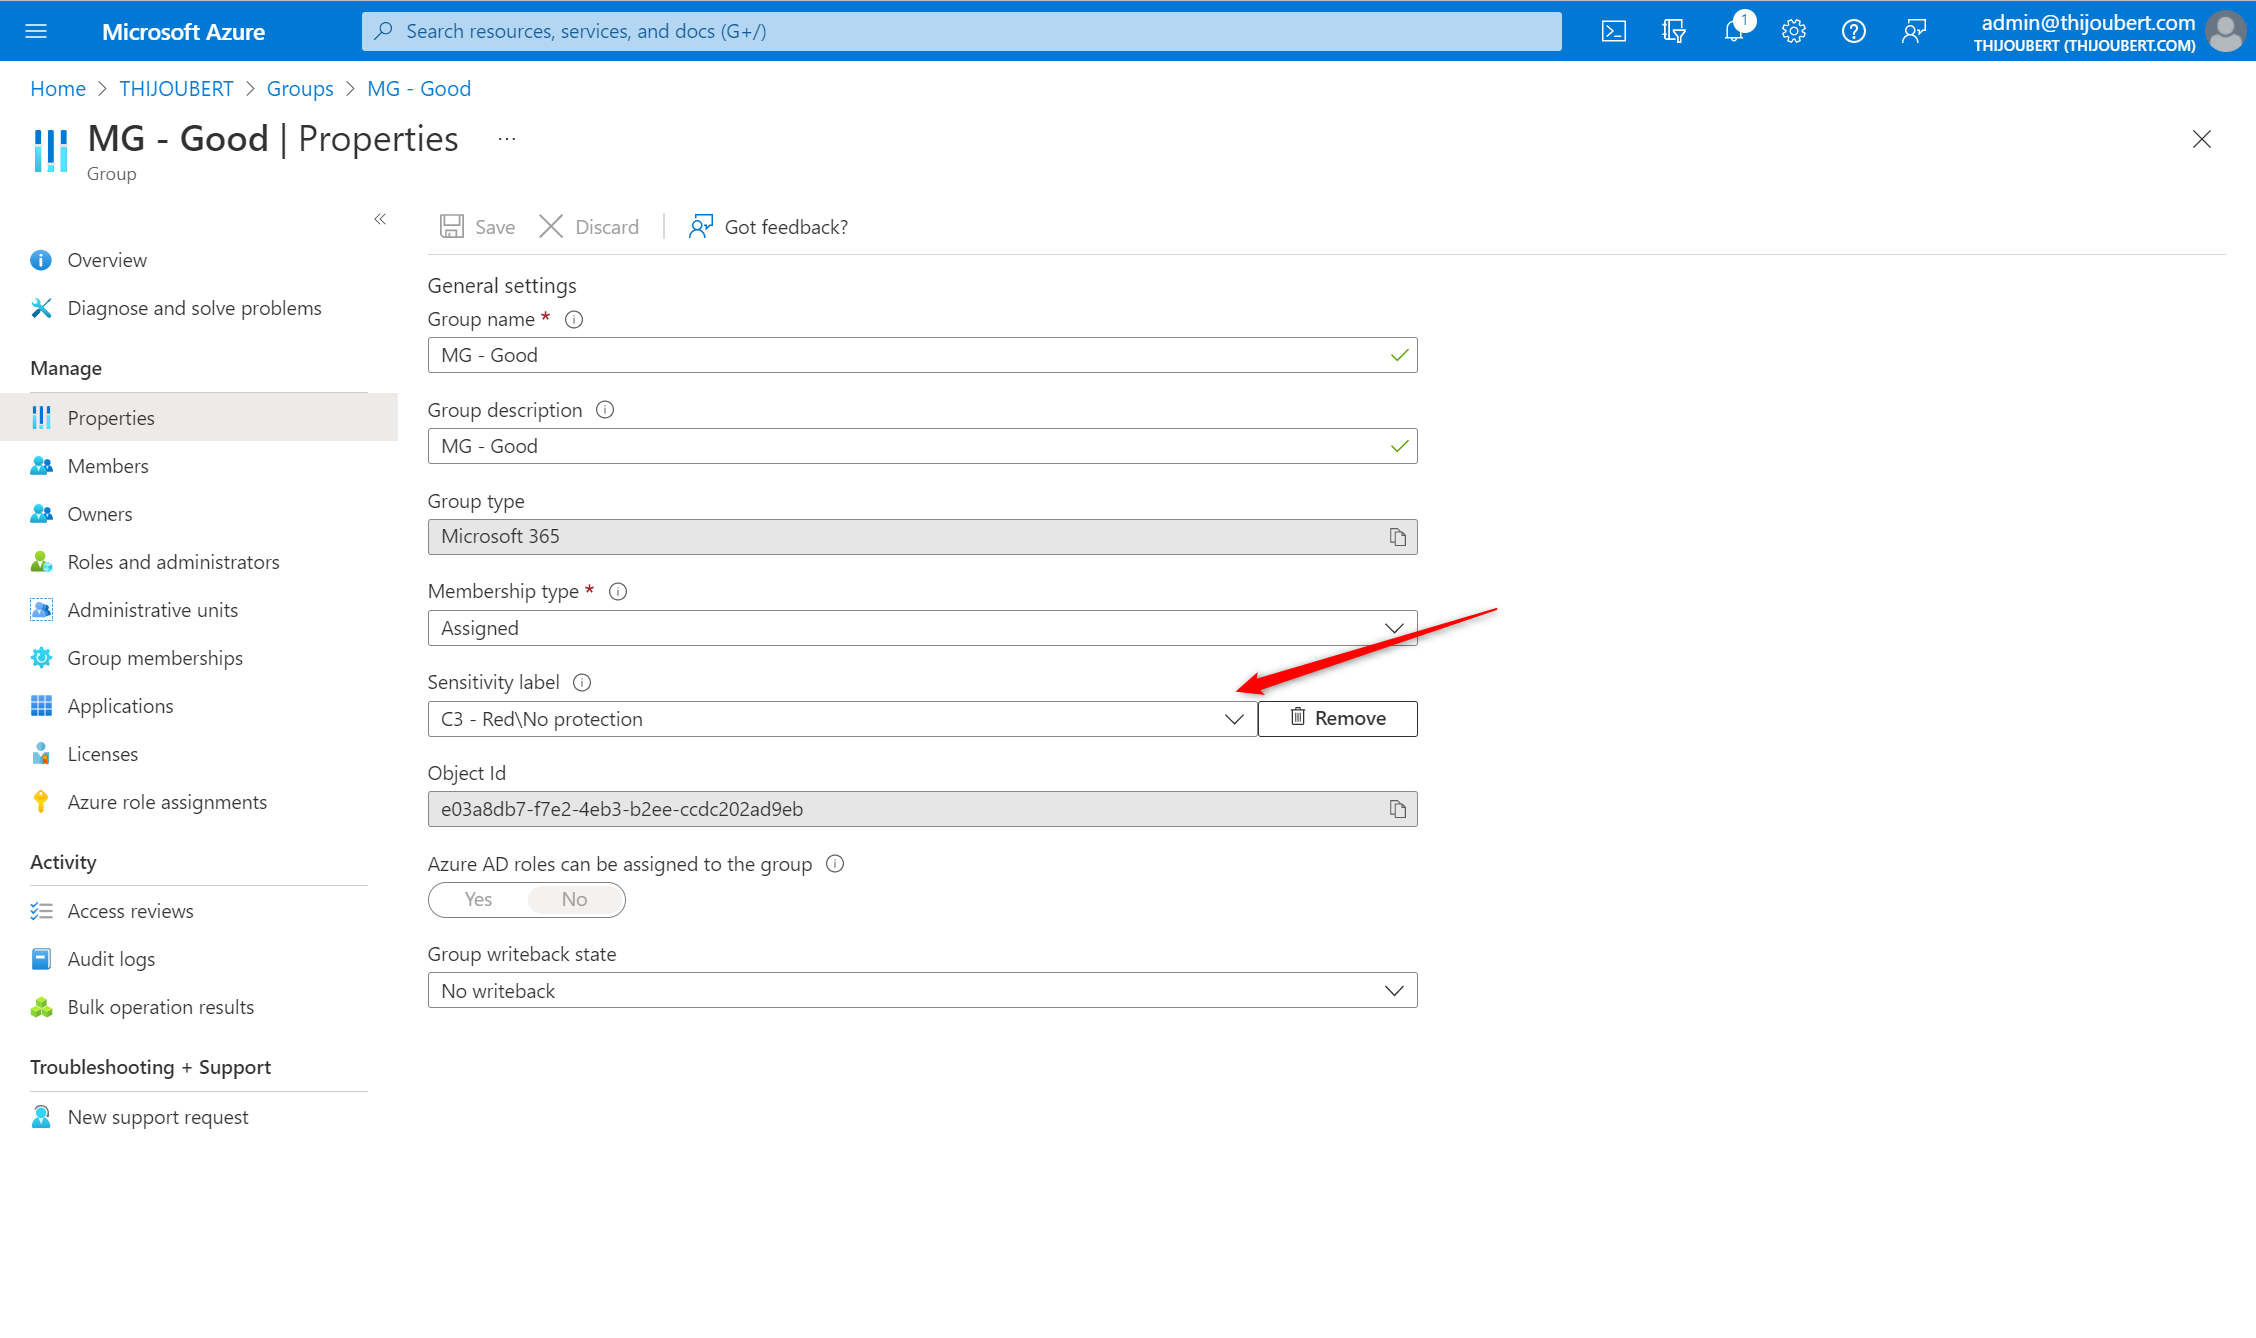 Microsoft Azure
Search resources, services, and docs (G+/)
1
admin@thijoubert.com
THIJOUBERT (THIJOUBERT.COM)
Home > THIJOUBERT > Groups > MG - Good
MG - Good | Properties ...
Group
«
Overview
Diagnose and solve problems
Manage
Properties
Members
Owners
Roles and administrators
Administrative units
Group memberships
Applications
Licenses
Azure role assignments
Activity
Access reviews
Audit logs
Bulk operation results
Troubleshooting + Support
New support request
Save
Discard
Got feedback?
General settings
Group name *
MG - Good
Group description
MG - Good
Group type
Microsoft 365
Membership type *
Assigned
Sensitivity label
C3 - Red\No protection
Remove
Object Id
e03a8db7-f7e2-4eb3-b2ee-ccdc202ad9eb
Azure AD roles can be assigned to the group
Yes No
Group writeback state
No writeback